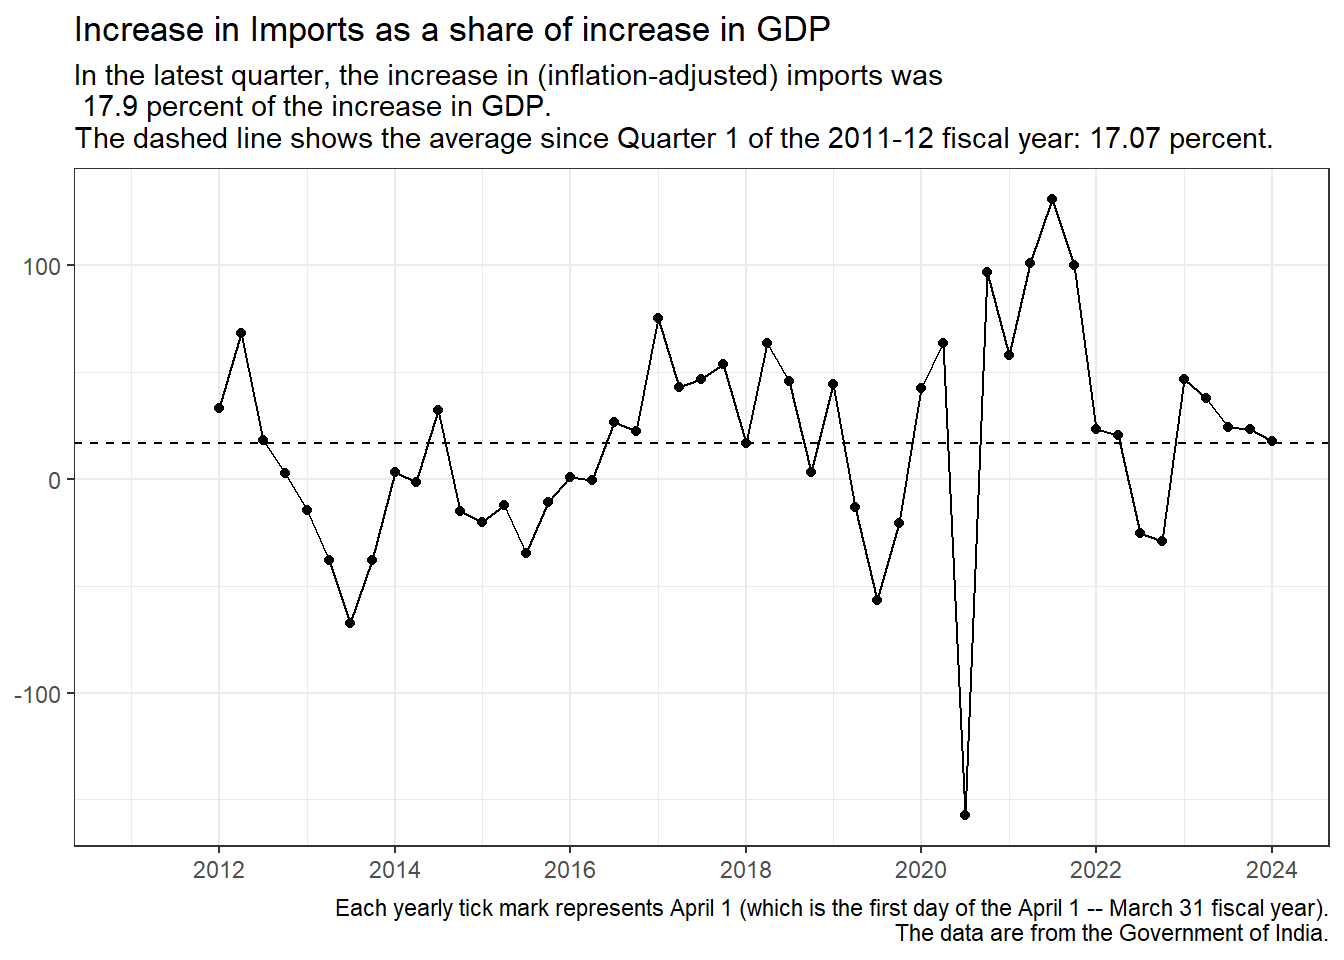 Increase in Imports as a share of increase in GDP
In the latest quarter, the increase in (inflation-adjusted) imports was
17.9 percent of the increase in GDP.
The dashed line shows the average since Quarter 1 of the 2011-12 fiscal year: 17.07 percent.
100
0
-100
2012 2014 2016 2018 2020 2022 2024
Each yearly tick mark represents April 1 (which is the first day of the April 1 -- March 31 fiscal year).
The data are from the Government of India.